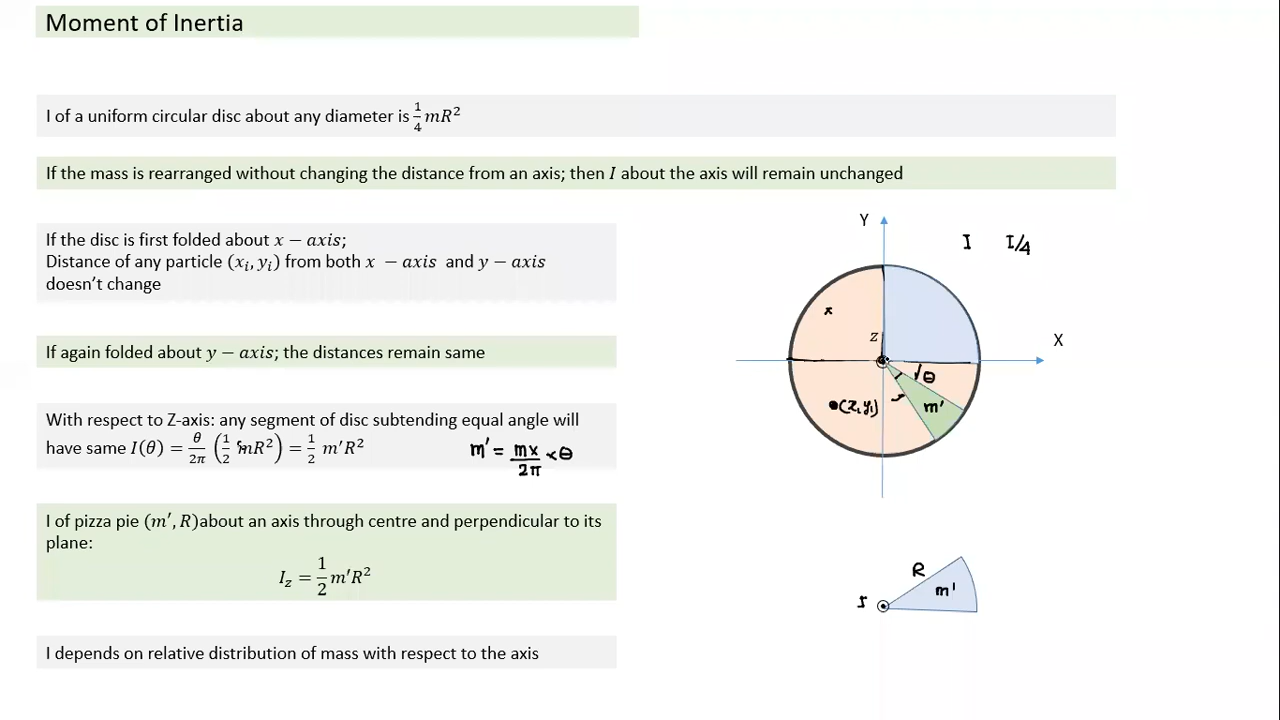 Moment of Inertia
I of a uniform circular disc about any diameter is 1/4 mR²
If the mass is rearranged without changing the distance from an axis; then I about the axis will remain unchanged
If the disc is first folded about x − axis;
Distance of any particle (xᵢ, yᵢ) from both x − axis and y − axis
doesn't change
If again folded about y − axis; the distances remain same
With respect to Z-axis: any segment of disc subtending equal angle will
have same I(θ) = θ/2π (1/2 mR²) = 1/2 m′R²
m' = mx/2π × θ
I of pizza pie (m′, R)about an axis through centre and perpendicular to its
plane:
I_z = 1/2 m′R²
I depends on relative distribution of mass with respect to the axis
Y
I I/4
x
Z
X
θ
m'
R
m'